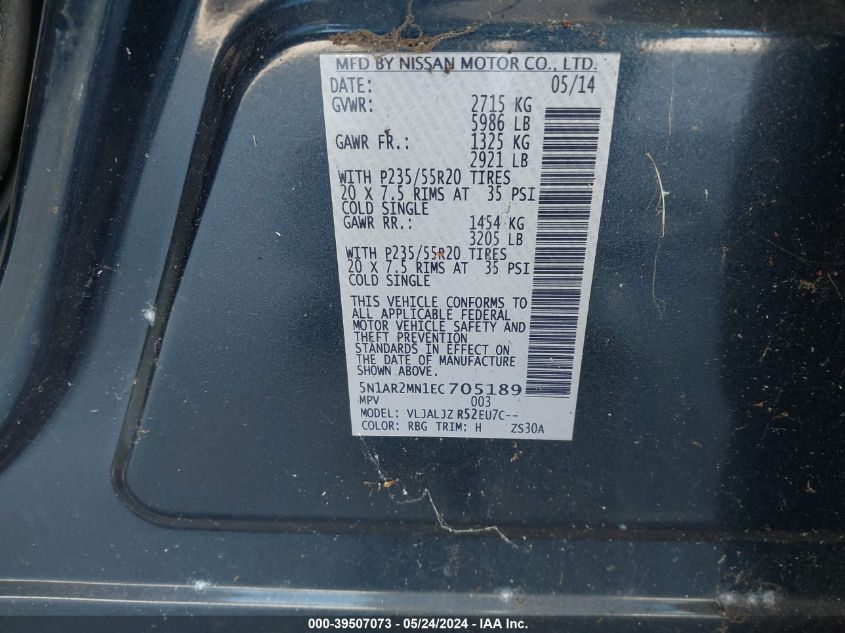 MFD BY NISSAN MOTOR CO., LTD.
DATE: 05/14
GVWR: 2715 KG
5986 LB
GAWR FR.: 1325 KG
2921 LB
WITH P235/55R20 TIRES
20 X 7.5 RIMS AT 35 PSI
COLD SINGLE
GAWR RR.: 1454 KG
3205 LB
WITH P235/55R20 TIRES
20 X 7.5 RIMS AT 35 PSI
COLD SINGLE
THIS VEHICLE CONFORMS TO
ALL APPLICABLE FEDERAL
MOTOR VEHICLE SAFETY AND
THEFT PREVENTION
STANDARDS IN EFFECT ON
THE DATE OF MANUFACTURE
SHOWN ABOVE.
5N1AR2MN1EC705189
MPV 003
MODEL: VLJALJZ R52EU7C--
COLOR: RBG TRIM: H ZS30A
000-39507073 - 05/24/2024 - © IAA Holdings, LLC